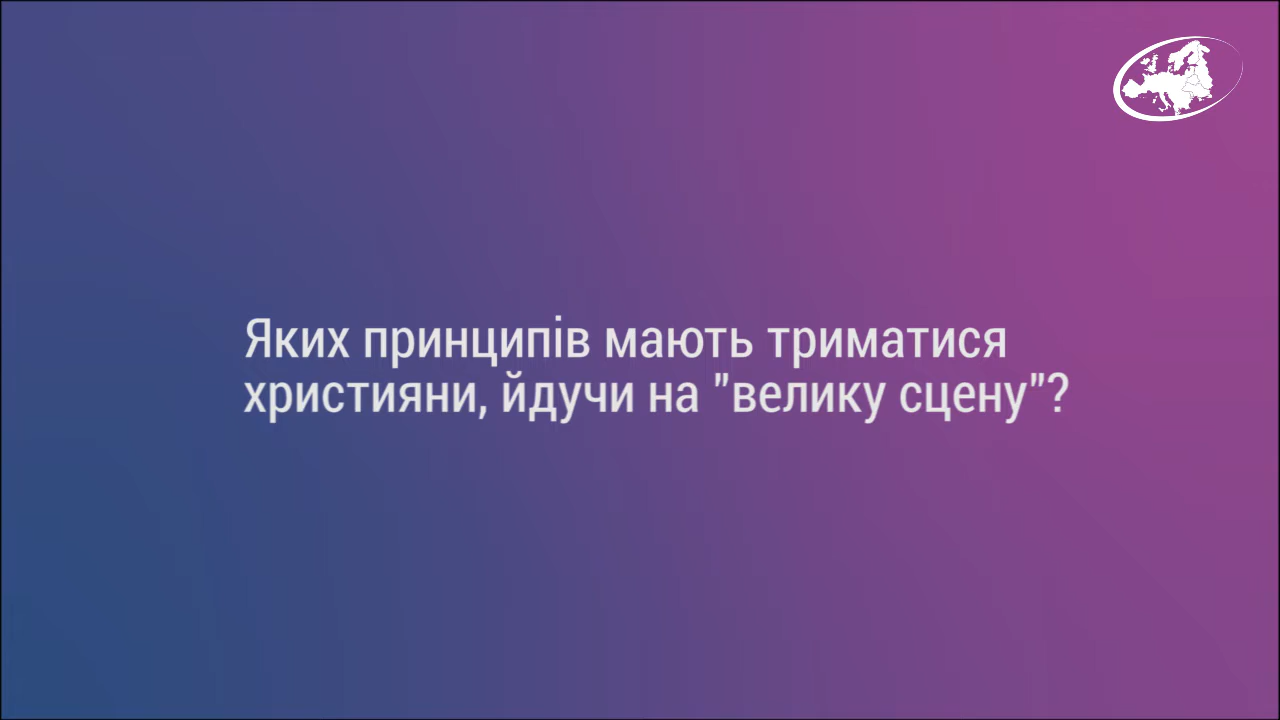 Яких принципів мають триматися
християни, йдучи на "велику сцену"?